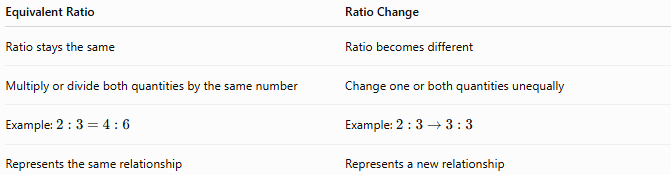 Equivalent Ratio Ratio Change
Ratio stays the same Ratio becomes different
Multiply or divide both quantities by the same number Change one or both quantities unequally
Example: 2 : 3 = 4 : 6 Example: 2 : 3 → 3 : 3
Represents the same relationship Represents a new relationship